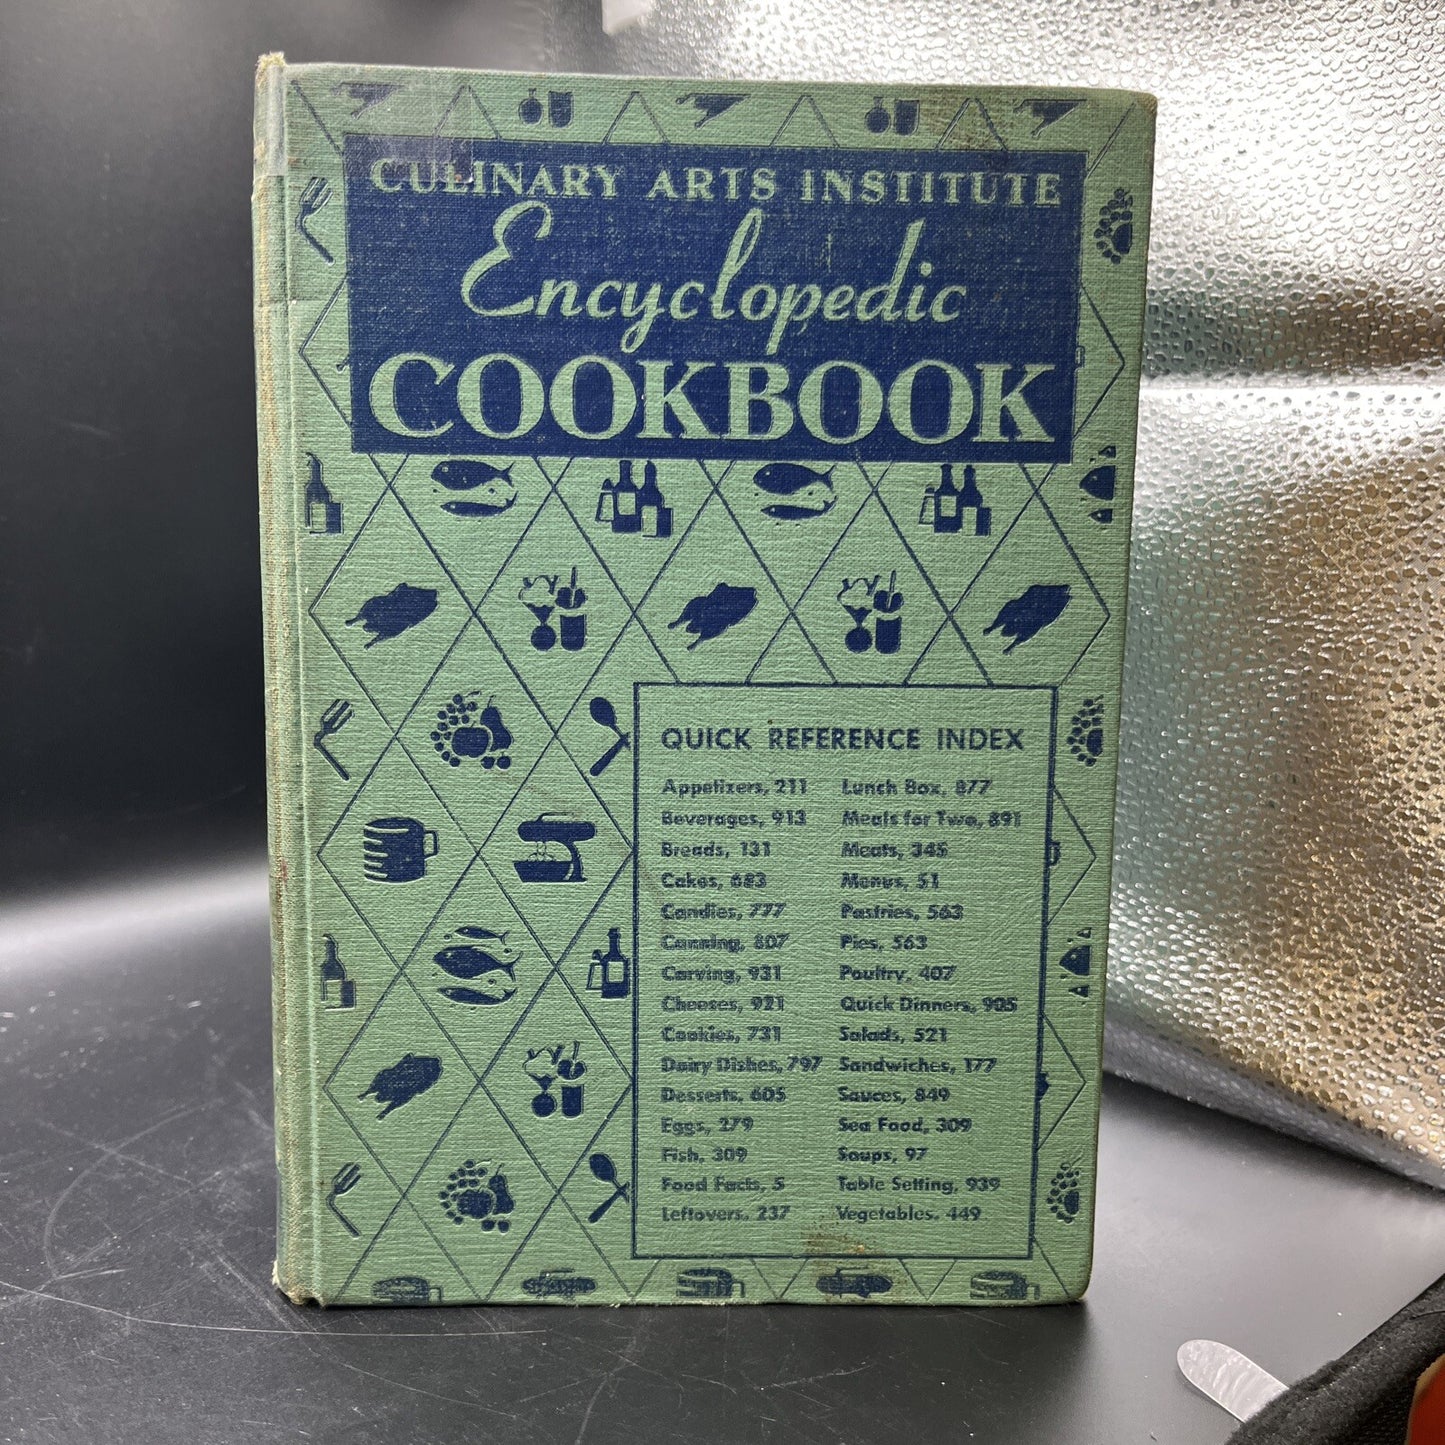 CULINARY ARTS INSTITUTE
Encyclopedic
COOKBOOK
QUICK REFERENCE INDEX
Appetizers, 211
Beverages, 913
Breads, 131
Cakes, 683
Candies, 777
Canning, 807
Carving, 931
Cheeses, 921
Cookies, 731
Dairy Dishes, 797
Desserts, 605
Eggs, 279
Fish, 309
Food Facts, 5
Leftovers, 237
Lunch Box, 877
Meals for Two, 891
Meats, 345
Menus, 51
Pastries, 563
Pies, 563
Poultry, 407
Quick Dinners, 905
Salads, 521
Sandwiches, 177
Sauces, 849
Sea Food, 309
Soups, 97
Table Setting, 939
Vegetables, 449